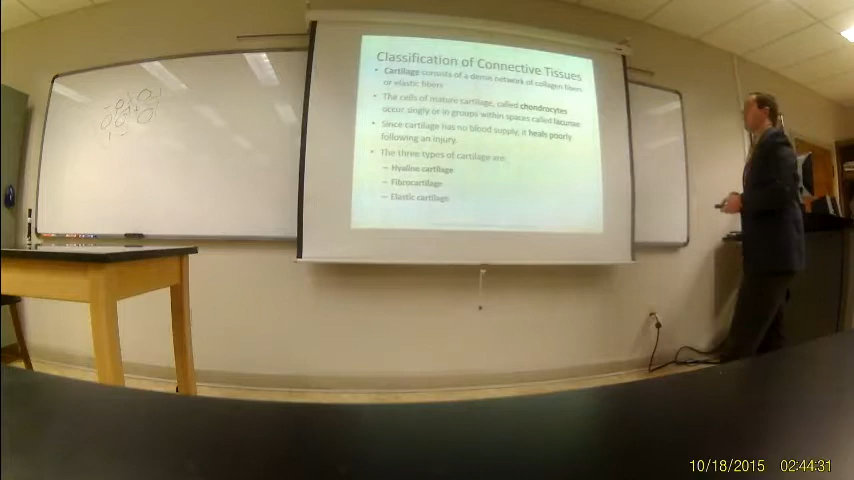 Classification of Connective Tissues
• Cartilage consists of a dense network of collagen fibers
or elastic fibers
• The cells of mature cartilage, called chondrocytes
occur singly or in groups within spaces called lacunae
• Since cartilage has no blood supply, it heals poorly
following an injury.
• The three types of cartilage are:
– Hyaline cartilage
– Fibrocartilage
– Elastic cartilage
10/18/2015 02:44:31